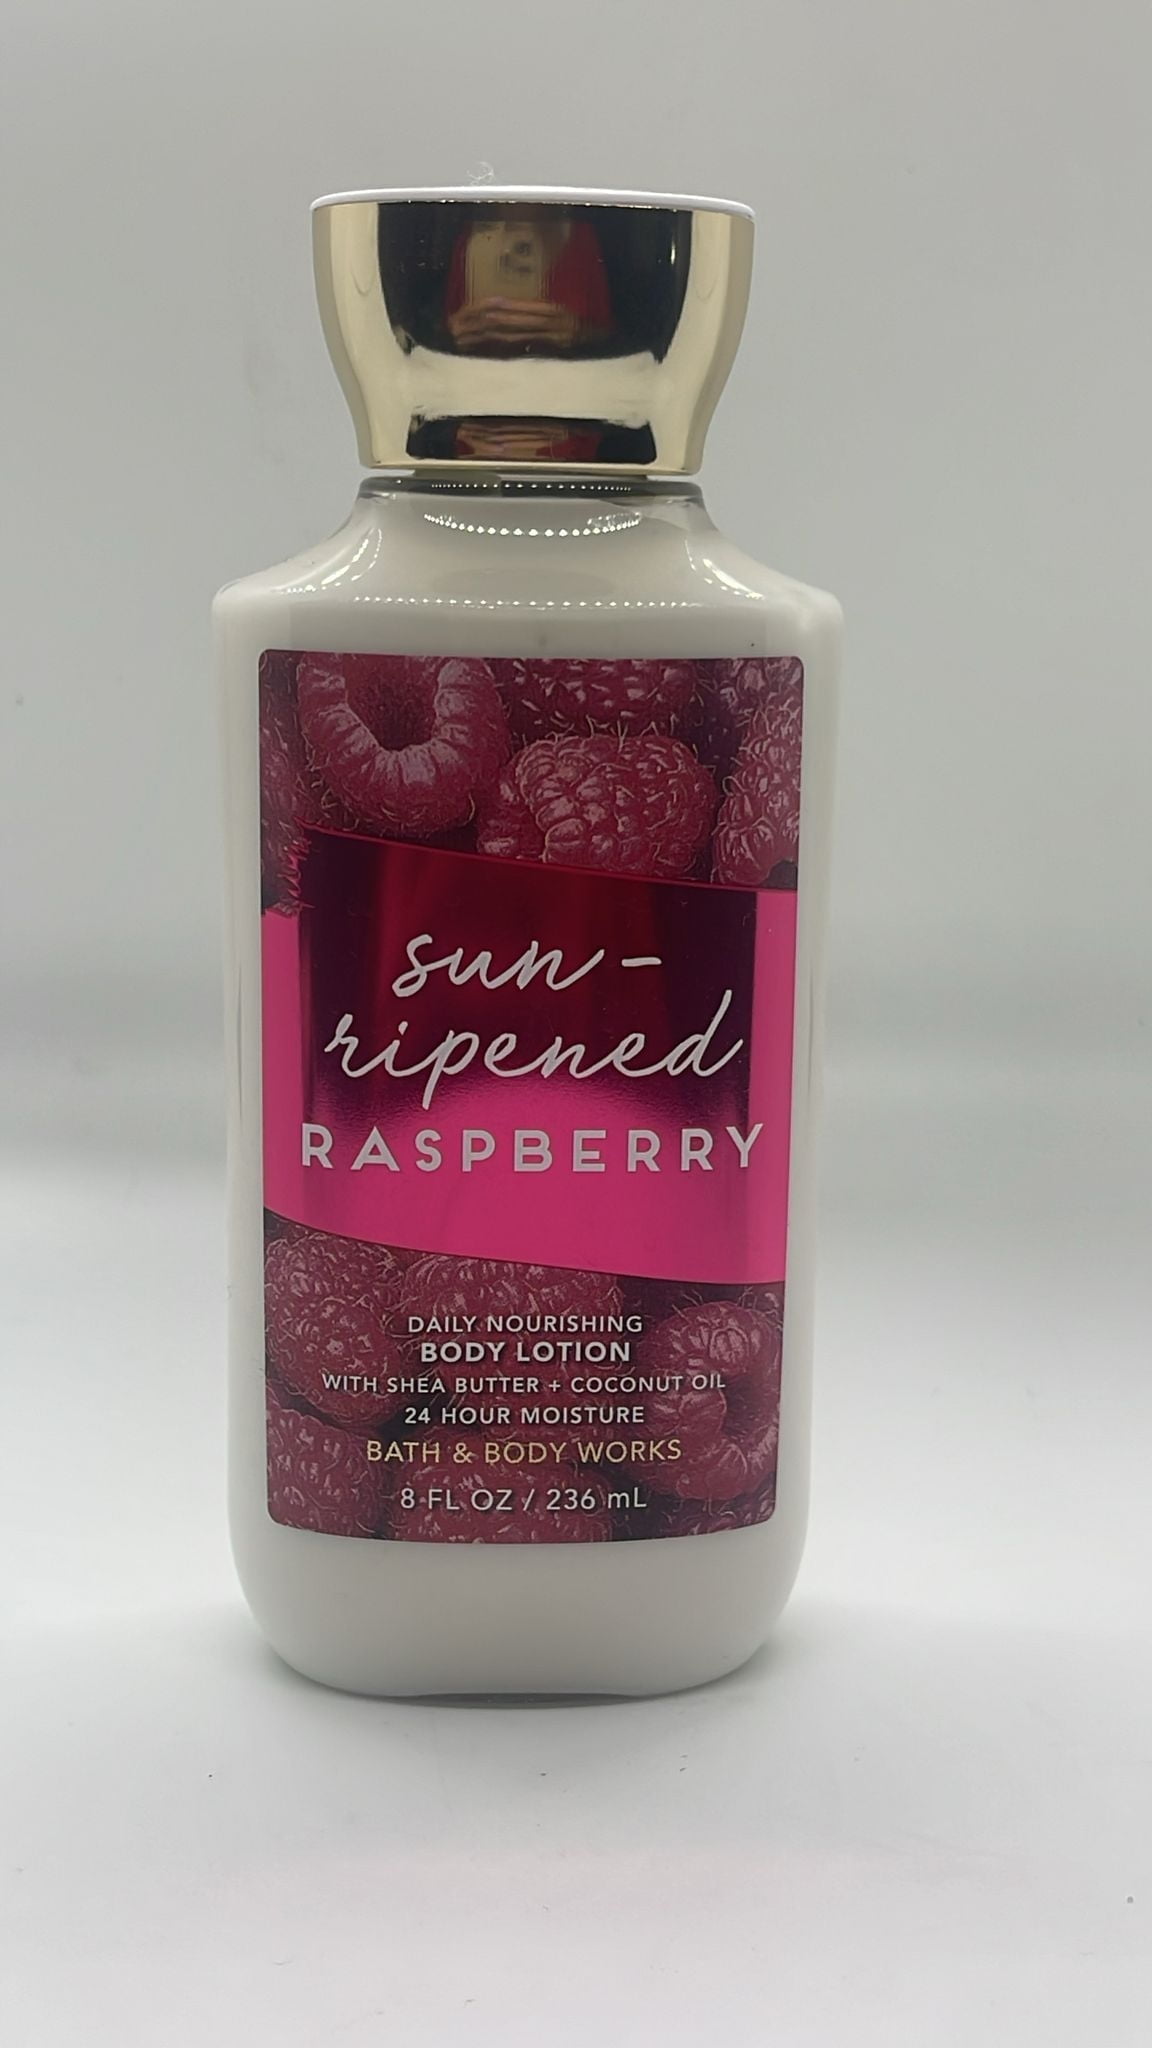 sun-
ripened
RASPBERRY
DAILY NOURISHING
BODY LOTION
WITH SHEA BUTTER + COCONUT OIL
24 HOUR MOISTURE
BATH & BODY WORKS
8 FL OZ / 236 mL